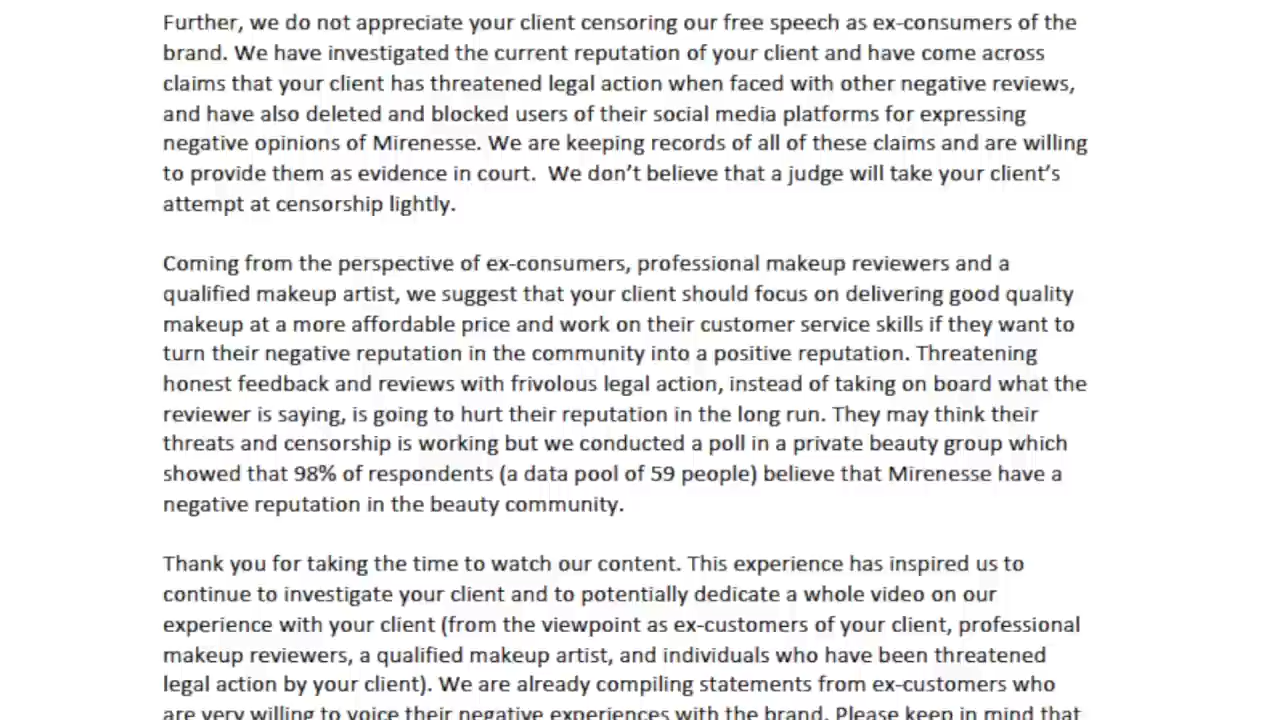 Further, we do not appreciate your client censoring our free speech as ex-consumers of the
brand. We have investigated the current reputation of your client and have come across
claims that your client has threatened legal action when faced with other negative reviews,
and have also deleted and blocked users of their social media platforms for expressing
negative opinions of Mirenesse. We are keeping records of all of these claims and are willing
to provide them as evidence in court.  We don’t believe that a judge will take your client’s
attempt at censorship lightly.
Coming from the perspective of ex-consumers, professional makeup reviewers and a
qualified makeup artist, we suggest that your client should focus on delivering good quality
makeup at a more affordable price and work on their customer service skills if they want to
turn their negative reputation in the community into a positive reputation. Threatening
honest feedback and reviews with frivolous legal action, instead of taking on board what the
reviewer is saying, is going to hurt their reputation in the long run. They may think their
threats and censorship is working but we conducted a poll in a private beauty group which
showed that 98% of respondents (a data pool of 59 people) believe that Mirenesse have a
negative reputation in the beauty community.
Thank you for taking the time to watch our content. This experience has inspired us to
continue to investigate your client and to potentially dedicate a whole video on our
experience with your client (from the viewpoint as ex-customers of your client, professional
makeup reviewers, a qualified makeup artist, and individuals who have been threatened
legal action by your client). We are already compiling statements from ex-customers who
are very willing to voice their negative experiences with the brand. Please keep in mind that